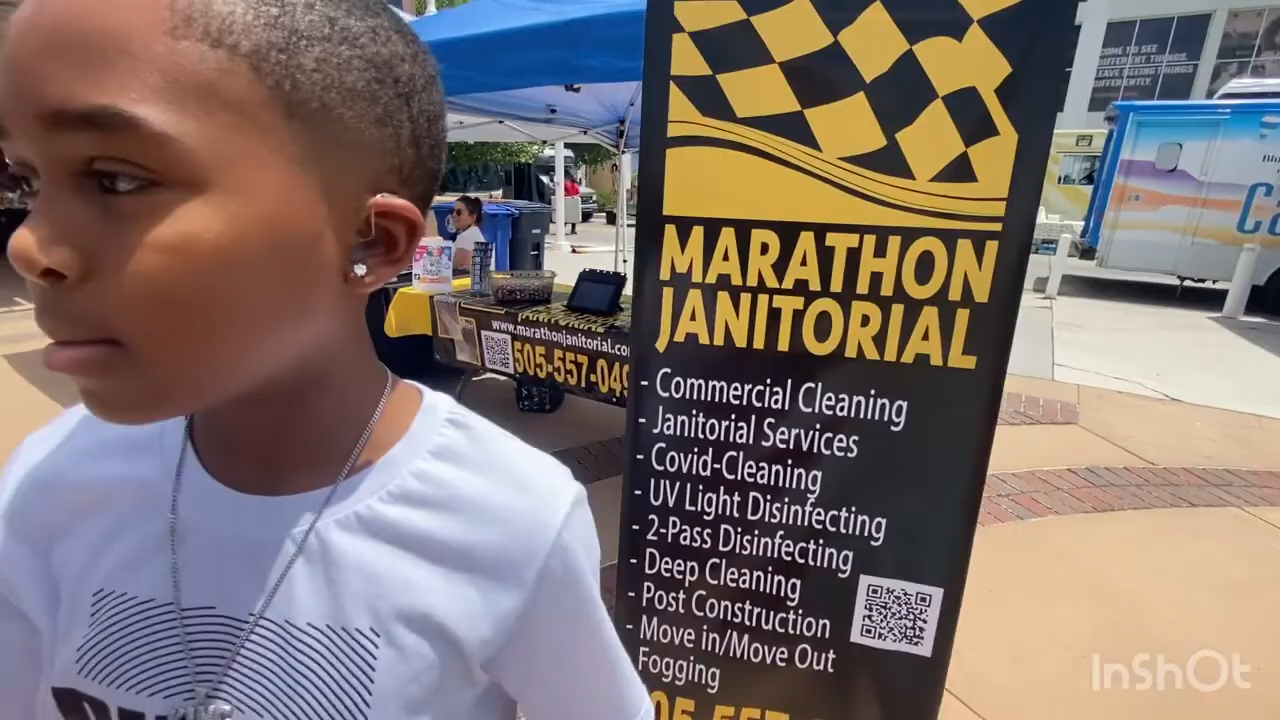 COME TO SEE
DIFFERENT THINGS.
LEAVE SEEING THINGS
DIFFERENTLY.
MARATHON
JANITORIAL
- Commercial Cleaning
- Janitorial Services
- Covid-Cleaning
- UV Light Disinfecting
- 2-Pass Disinfecting
- Deep Cleaning
- Post Construction
- Move in/Move Out
Fogging
www.marathonjanitorial.co
505-557-049
InShOt